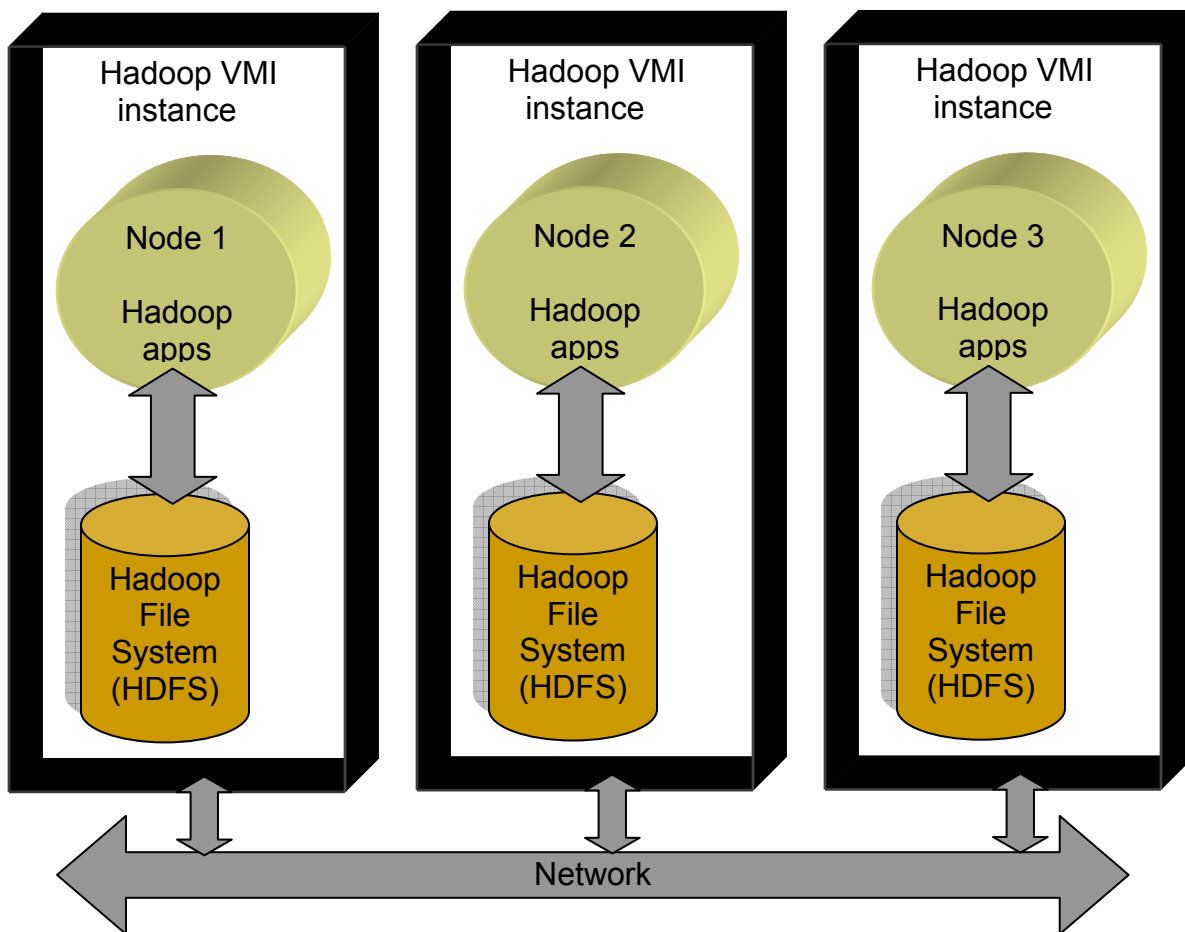 Hadoop VMI
instance
Node 1
Hadoop
apps
Hadoop
File
System
(HDFS)
Hadoop VMI
instance
Node 2
Hadoop
apps
Hadoop
File
System
(HDFS)
Hadoop VMI
instance
Node 3
Hadoop
apps
Hadoop
File
System
(HDFS)
Network